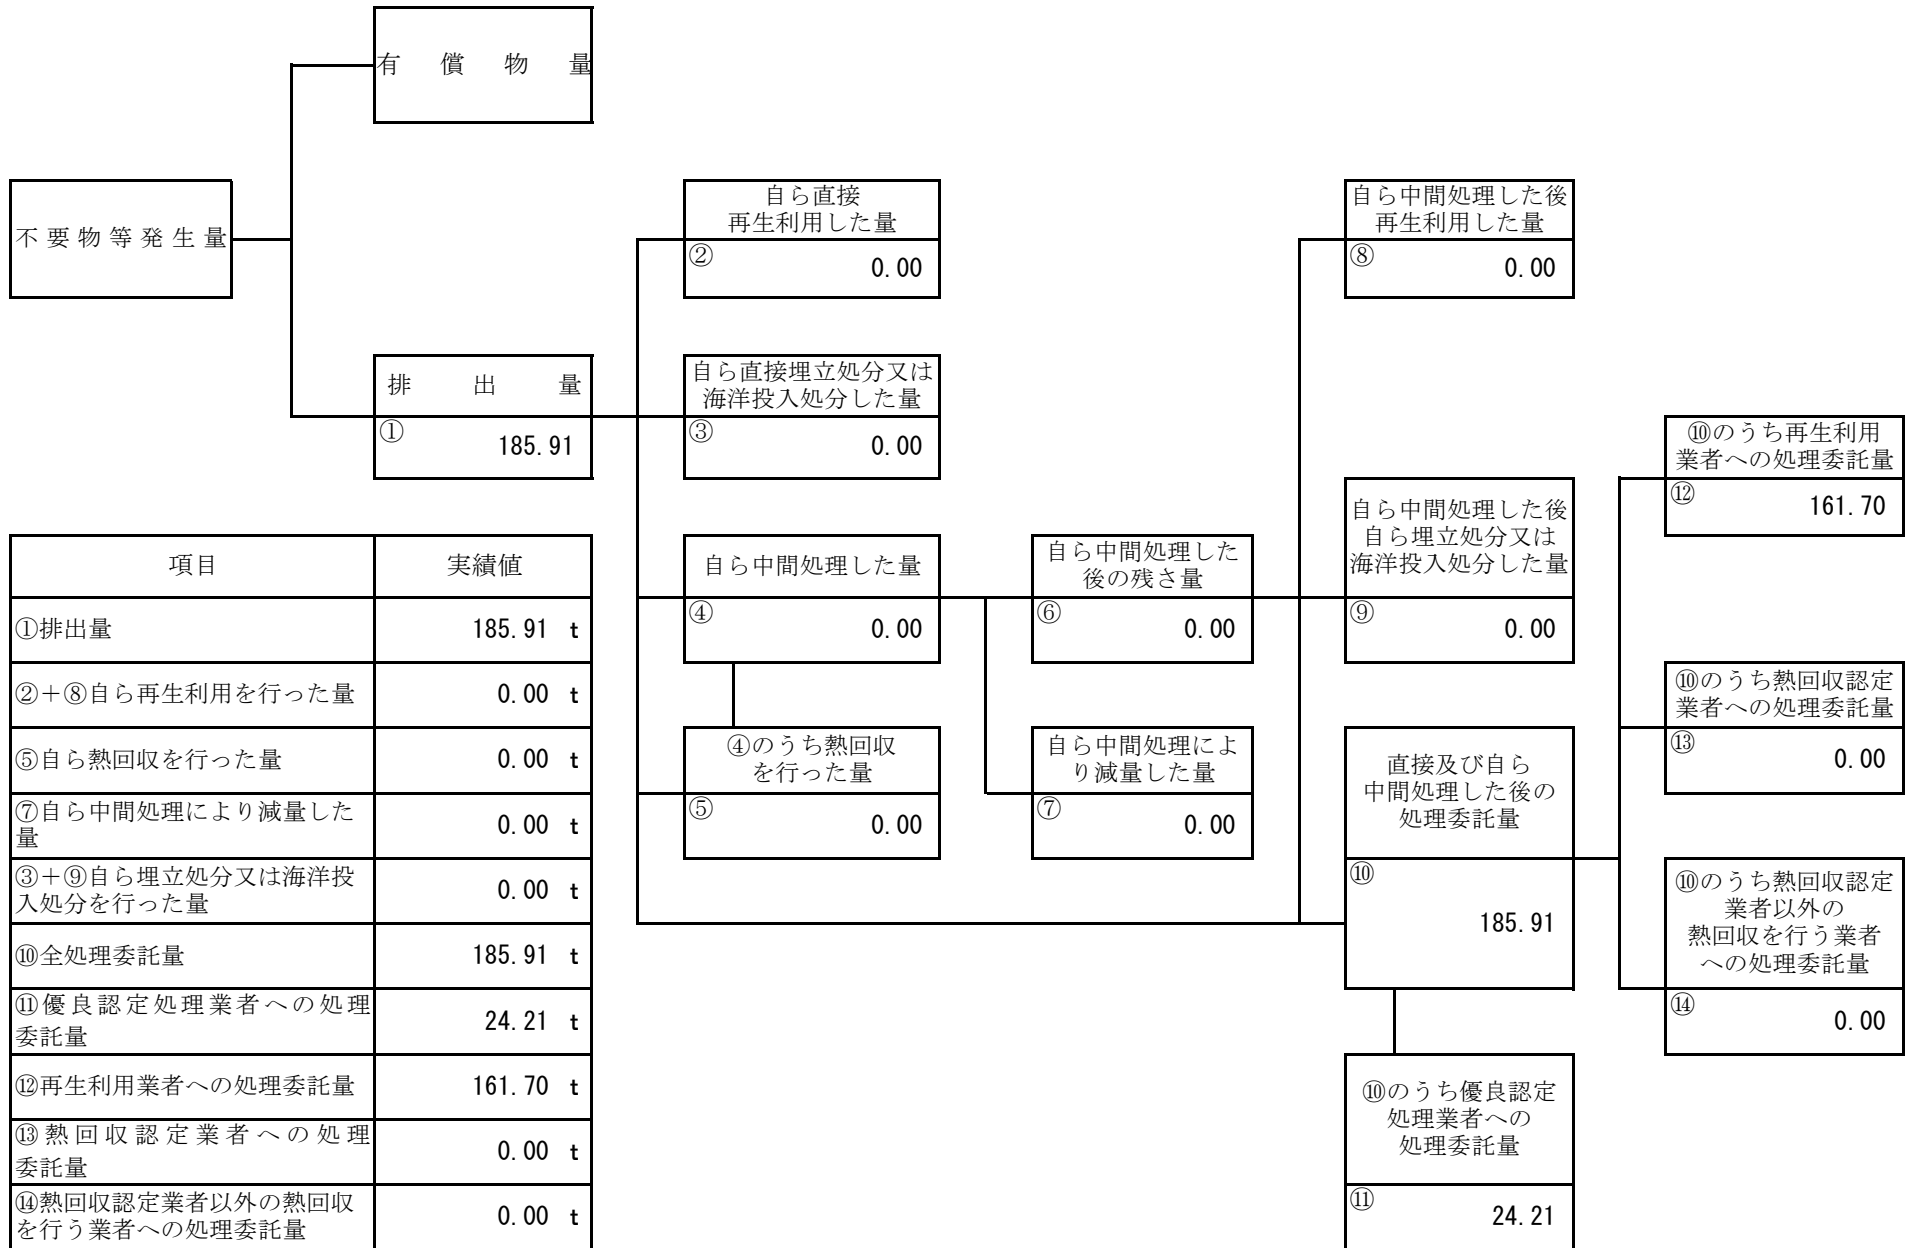 有償物量
不要物等発生量
自ら直接
再生利用した量
②
0.00
自ら中間処理した後
再生利用した量
⑧
0.00
排出量
①
185.91
自ら直接埋立処分又は
海洋投入処分した量
③
0.00
⑩のうち再生利用
業者への処理委託量
⑫
161.70
自ら中間処理した量
④
0.00
自ら中間処理した
後の残さ量
⑥
0.00
自ら中間処理した後
自ら埋立処分又は
海洋投入処分した量
⑨
0.00
⑩のうち熱回収認定
業者への処理委託量
⑬
0.00
④のうち熱回収
を行った量
⑤
0.00
自ら中間処理によ
り減量した量
⑦
0.00
直接及び自ら
中間処理した後の
処理委託量
⑩
185.91
⑩のうち熱回収認定
業者以外の
熱回収を行う業者
への処理委託量
⑭
0.00
⑩のうち優良認定
処理業者への
処理委託量
⑪
24.21
項目 実績値
①排出量 185.91 t
②＋⑧自ら再生利用を行った量 0.00 t
⑤自ら熱回収を行った量 0.00 t
⑦自ら中間処理により減量した
量 0.00 t
③＋⑨自ら埋立処分又は海洋投
入処分を行った量 0.00 t
⑩全処理委託量 185.91 t
⑪優良認定処理業者への処理
委託量 24.21 t
⑫再生利用業者への処理委託量 161.70 t
⑬熱回収認定業者への処理
委託量 0.00 t
⑭熱回収認定業者以外の熱回収
を行う業者への処理委託量 0.00 t